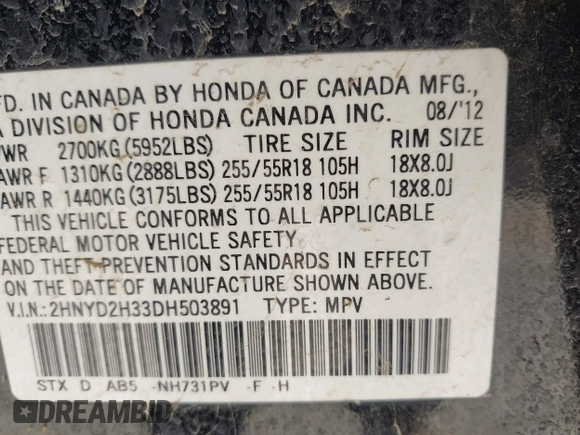 FD. IN CANADA BY HONDA OF CANADA MFG.,
A DIVISION OF HONDA CANADA INC. 08/'12
WR 2700KG(5952LBS) TIRE SIZE RIM SIZE
AWR F 1310KG(2888LBS) 255/55R18 105H 18X8.0J
AWR R 1440KG(3175LBS) 255/55R18 105H 18X8.0J
THIS VEHICLE CONFORMS TO ALL APPLICABLE
FEDERAL MOTOR VEHICLE SAFETY
AND THEFT-PREVENTION STANDARDS IN EFFECT
ON THE DATE OF MANUFACTURE SHOWN ABOVE.
V.I.N.: 2HNYD2H33DH503891 TYPE: MPV
STX D AB5 -NH731PV -F -H
DREAMBID